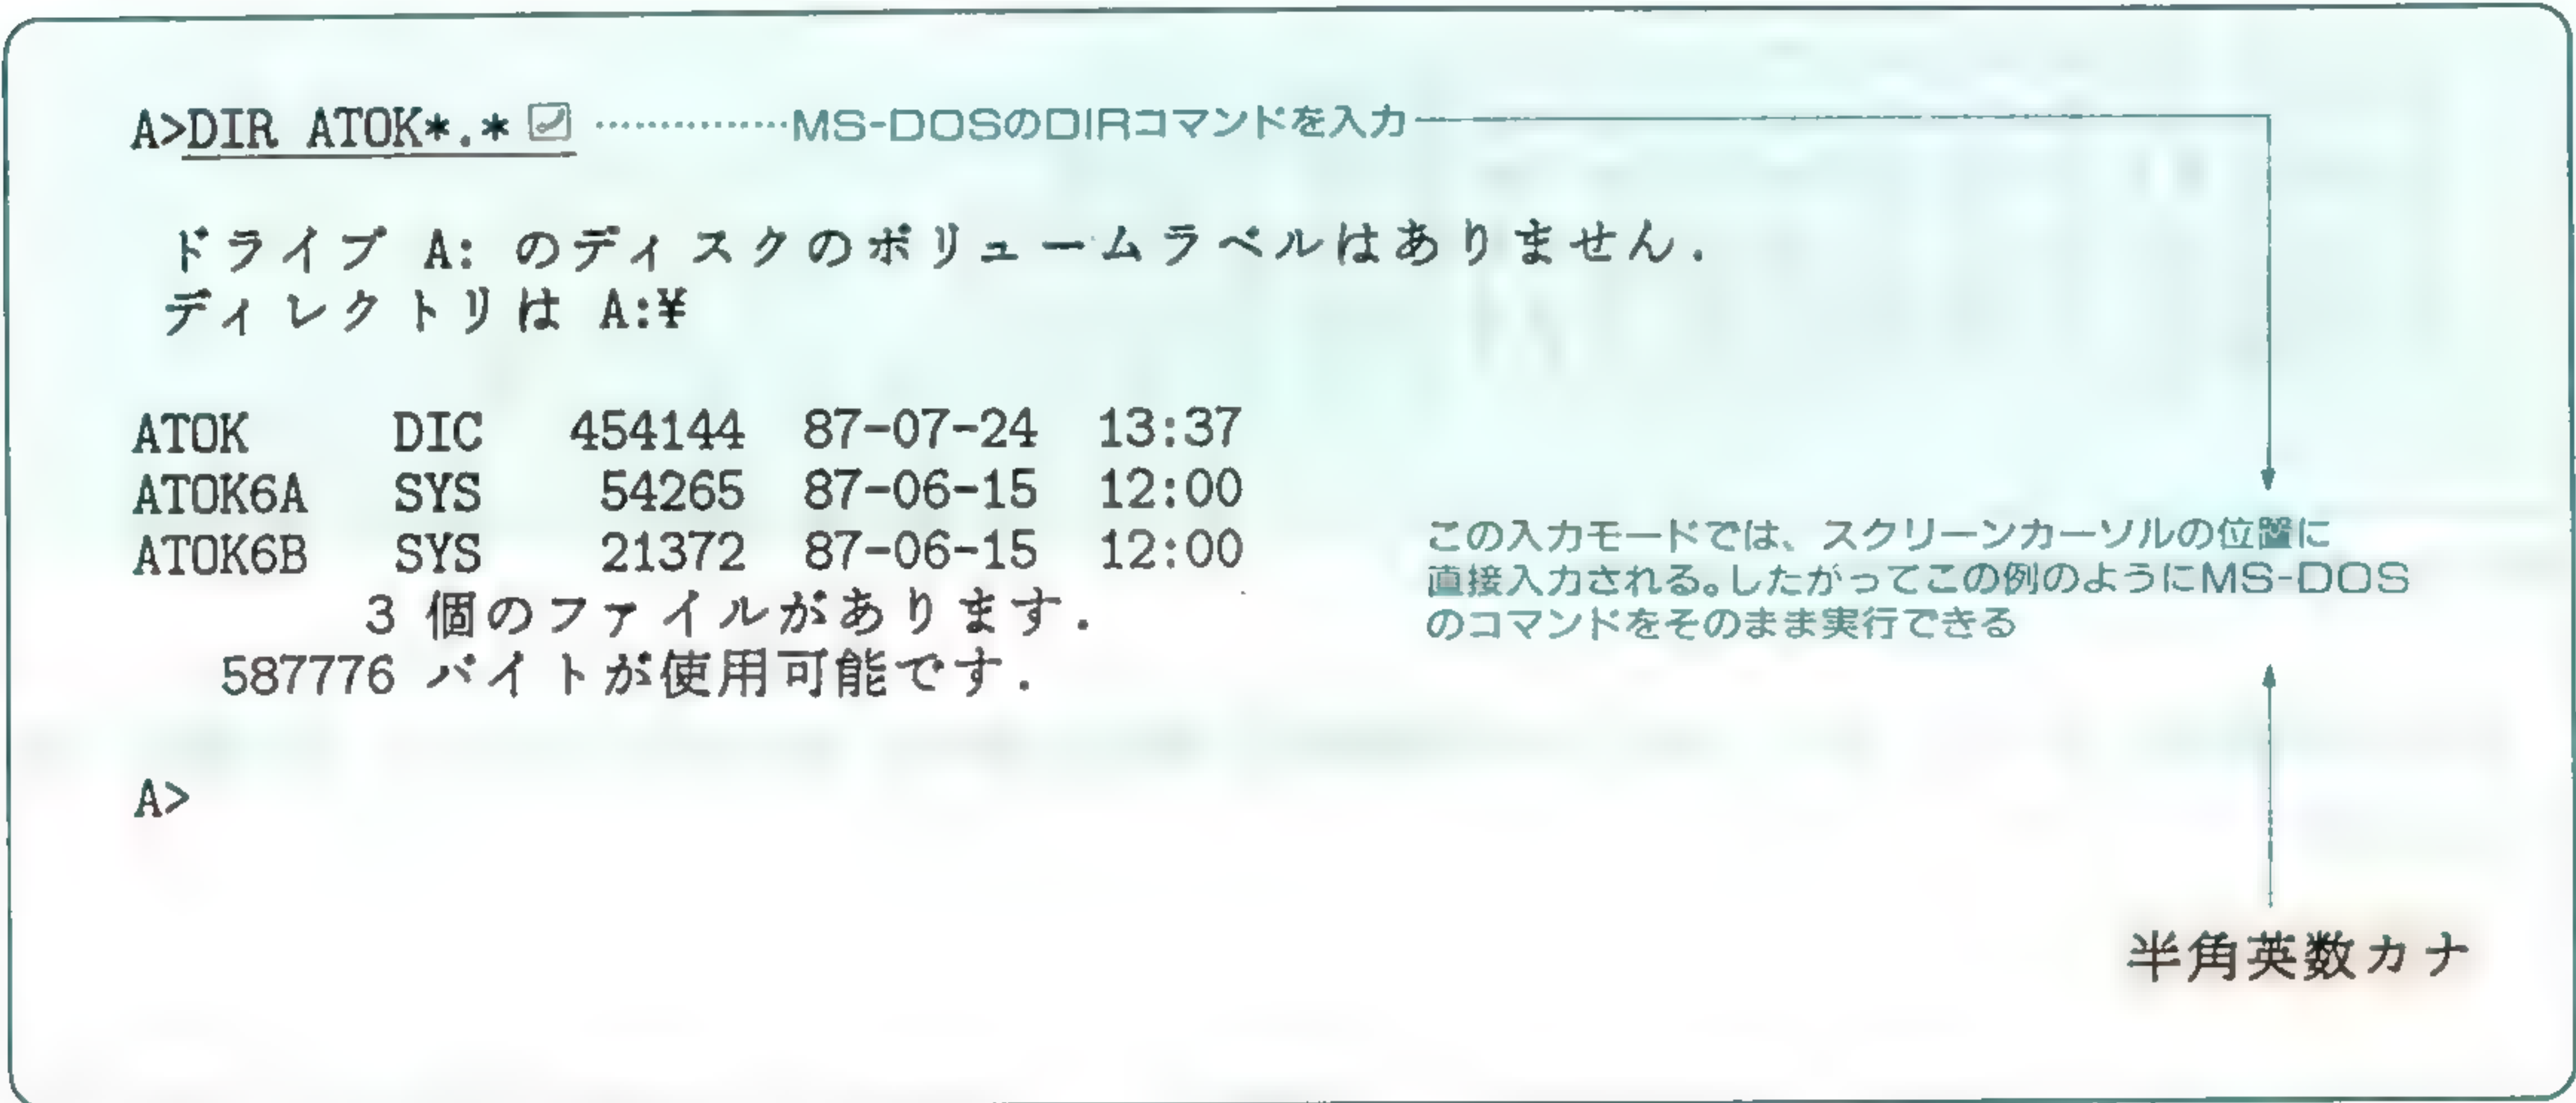 A>DIR ATOK*.* ⏎ ……………MS-DOSのDIRコマンドを入力
ドライブ A: のディスクのボリュームラベルはありません.
ディレクトリは A:¥
ATOK DIC 454144 87-07-24 13:37
ATOK6A SYS 54265 87-06-15 12:00
ATOK6B SYS 21372 87-06-15 12:00
3 個のファイルがあります.
587776 バイトが使用可能です.
A>
この入力モードでは、スクリーンカーソルの位置に
直接入力される。したがってこの例のようにMS-DOS
のコマンドをそのまま実行できる
半角英数カナ